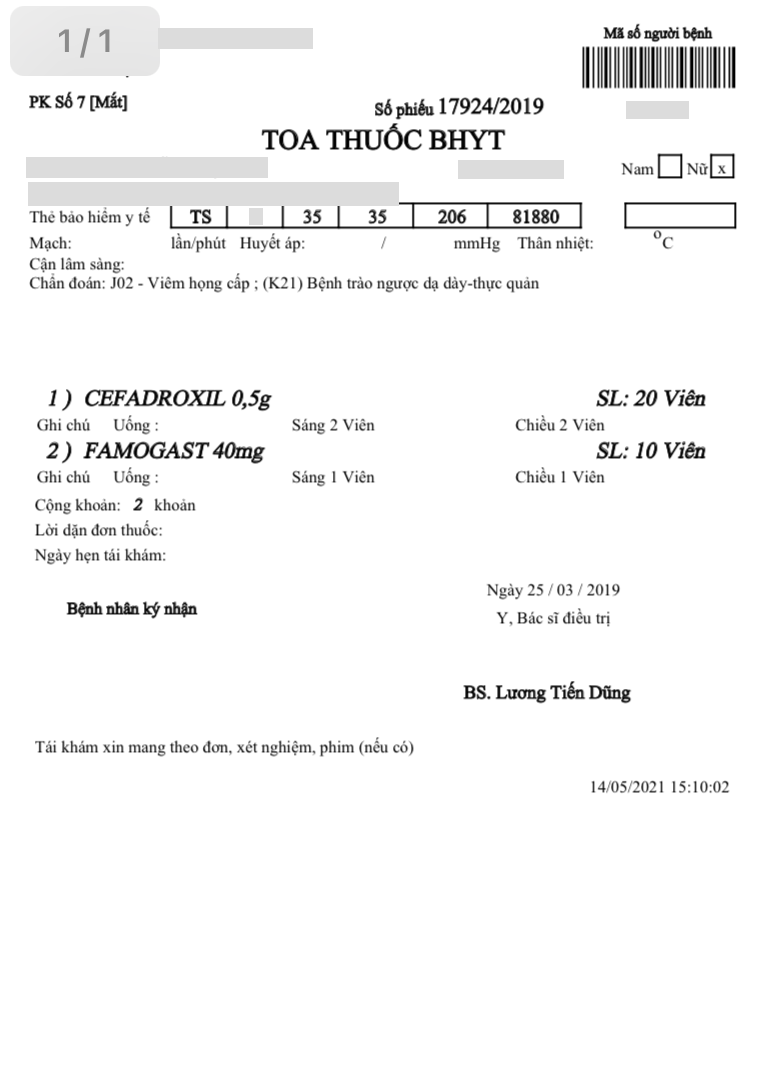 1/1
Mã số người bệnh
PK Số 7 [Mắt]
Số phiếu 17924/2019
TOA THUỐC BHYT
Nam Nữ x
Thẻ bảo hiểm y tế TS 35 35 206 81880
Mạch: lần/phút Huyết áp: / mmHg Thân nhiệt: °C
Cận lâm sàng:
Chẩn đoán: J02 - Viêm họng cấp ; (K21) Bệnh trào ngược dạ dày-thực quản
1 ) CEFADROXIL 0,5g SL: 20 Viên
Ghi chú Uống : Sáng 2 Viên Chiều 2 Viên
2 ) FAMOGAST 40mg SL: 10 Viên
Ghi chú Uống : Sáng 1 Viên Chiều 1 Viên
Cộng khoản: 2 khoản
Lời dặn đơn thuốc:
Ngày hẹn tái khám:
Ngày 25 / 03 / 2019
Bệnh nhân ký nhận
Y, Bác sĩ điều trị
BS. Lương Tiến Dũng
Tái khám xin mang theo đơn, xét nghiệm, phim (nếu có)
14/05/2021 15:10:02